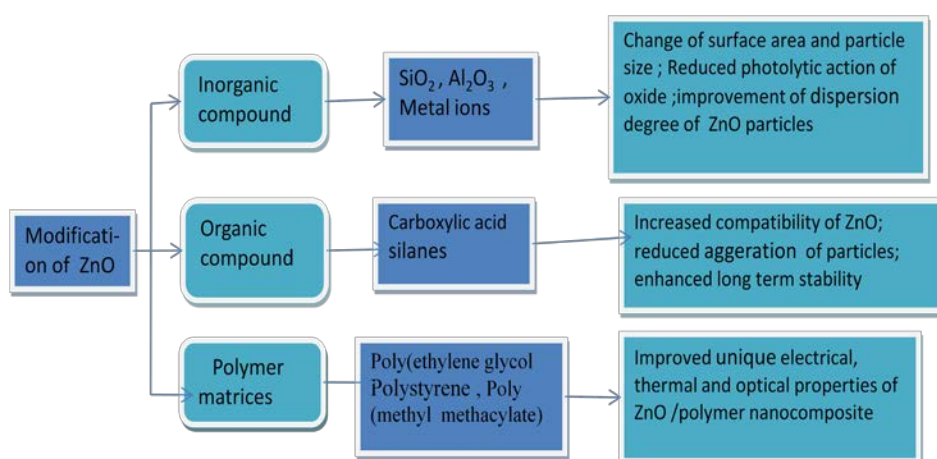 Modificati-
on of ZnO
Inorganic
compound
SiO₂ , Al₂O₃ ,
Metal ions
Change of surface area and particle
size ; Reduced photolytic action of
oxide ;improvement of dispersion
degree of ZnO particles
Organic
compound
Carboxylic acid
silanes
Increased compatibility of ZnO;
reduced aggeration of particles;
enhanced long term stability
Polymer
matrices
Poly(ethylene glycol
Polystyrene , Poly
(methyl methacylate)
Improved unique electrical,
thermal and optical properties of
ZnO /polymer nanocomposite